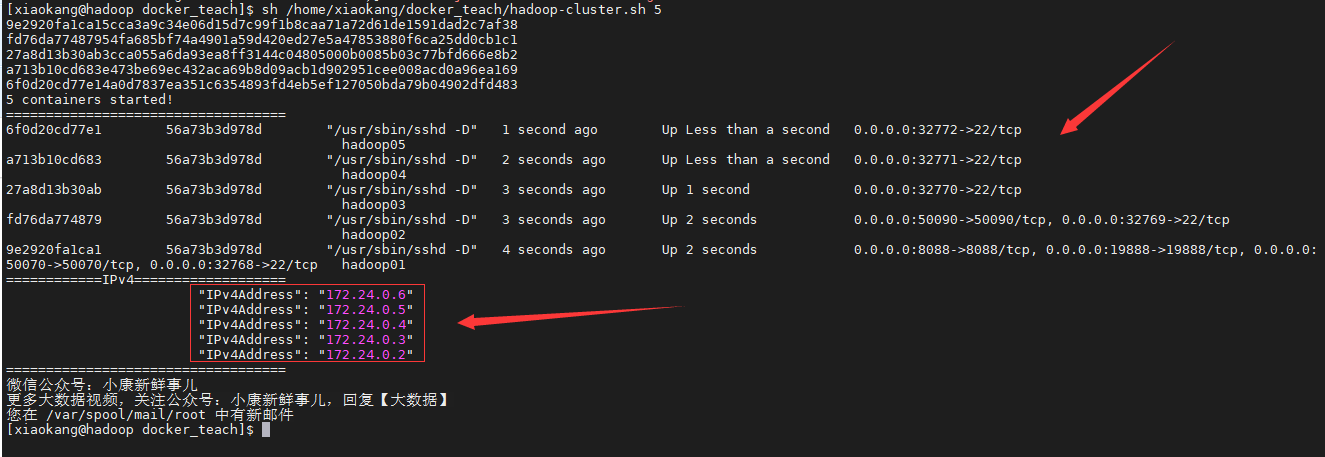 [xiaokang@hadoop docker_teach]$ sh /home/xiaokang/docker_teach/hadoop-cluster.sh 5
9e2920fa1ca15cca3a9c34e06d15d7c99f1b8caa71a72d61de1591dad2c7af38
fd76da77487954fa685bf74a4901a59d420ed27e5a47853880f6ca25dd0cb1c1
27a8d13b30ab3cca055a6da93ea8ff3144c04805000b0085b03c77bfd666e8b2
a713b10cd683e473be69ec432aca69b8d09acb1d902951cee008acd0a96ea169
6f0d20cd77e14a0d7837ea351c6354893fd4eb5ef127050bda79b04902dfd483
5 containers started!
===================================
6f0d20cd77e1        56a73b3d978d        "/usr/sbin/sshd -D"   1 second ago        Up Less than a second   0.0.0.0:32772->22/tcp
hadoop05
a713b10cd683        56a73b3d978d        "/usr/sbin/sshd -D"   2 seconds ago       Up Less than a second   0.0.0.0:32771->22/tcp
hadoop04
27a8d13b30ab        56a73b3d978d        "/usr/sbin/sshd -D"   3 seconds ago       Up 1 second             0.0.0.0:32770->22/tcp
hadoop03
fd76da774879        56a73b3d978d        "/usr/sbin/sshd -D"   3 seconds ago       Up 2 seconds            0.0.0.0:50090->50090/tcp, 0.0.0.0:32769->22/tcp
hadoop02
9e2920fa1ca1        56a73b3d978d        "/usr/sbin/sshd -D"   4 seconds ago       Up 2 seconds            0.0.0.0:8088->8088/tcp, 0.0.0.0:19888->19888/tcp, 0.0.0.0:
50070->50070/tcp, 0.0.0.0:32768->22/tcp   hadoop01
============IPv4===================
"IPv4Address": "172.24.0.6"
"IPv4Address": "172.24.0.5"
"IPv4Address": "172.24.0.4"
"IPv4Address": "172.24.0.3"
"IPv4Address": "172.24.0.2"
===================================
微信公众号：小康新鲜事儿
更多大数据视频，关注公众号：小康新鲜事儿，回复【大数据】
您在 /var/spool/mail/root 中有新邮件
[xiaokang@hadoop docker_teach]$